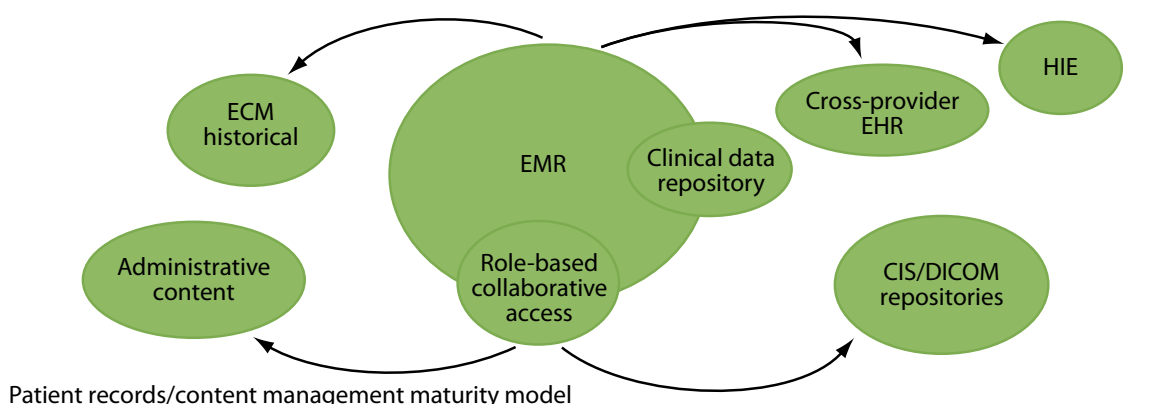 HIE
Cross-provider
EHR
ECM
historical
EMR
Clinical data
repository
Administrative
content
Role-based
collaborative
access
CIS/DICOM
repositories
Patient records/content management maturity model